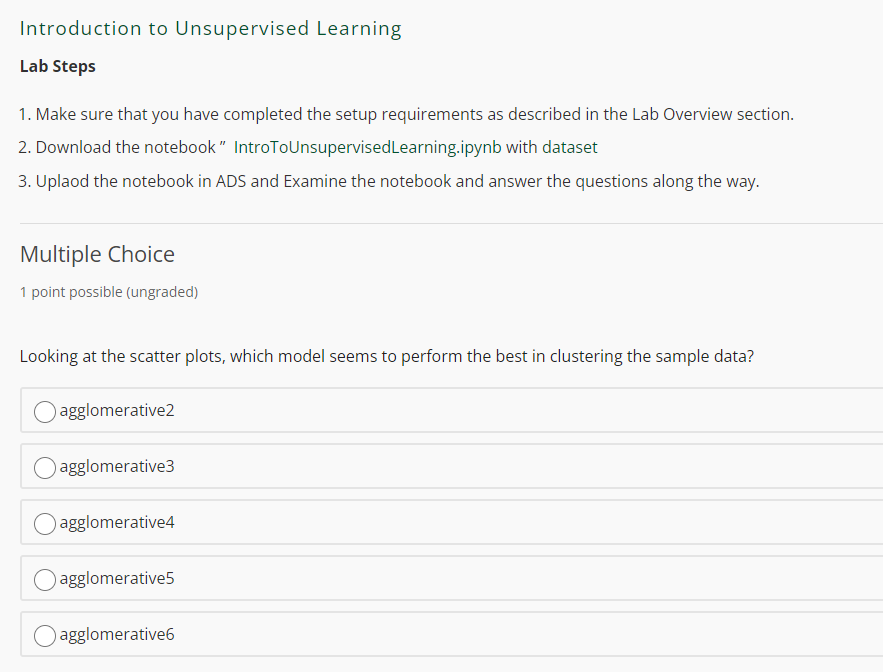 Introduction to Unsupervised Learning
Lab Steps
1. Make sure that you have completed the setup requirements as described in the Lab Overview section.
2. Download the notebook ” IntroToUnsupervisedLearning.ipynb with dataset
3. Uplaod the notebook in ADS and Examine the notebook and answer the questions along the way.
Multiple Choice
1 point possible (ungraded)
Looking at the scatter plots, which model seems to perform the best in clustering the sample data?
agglomerative2
agglomerative3
agglomerative4
agglomerative5
agglomerative6